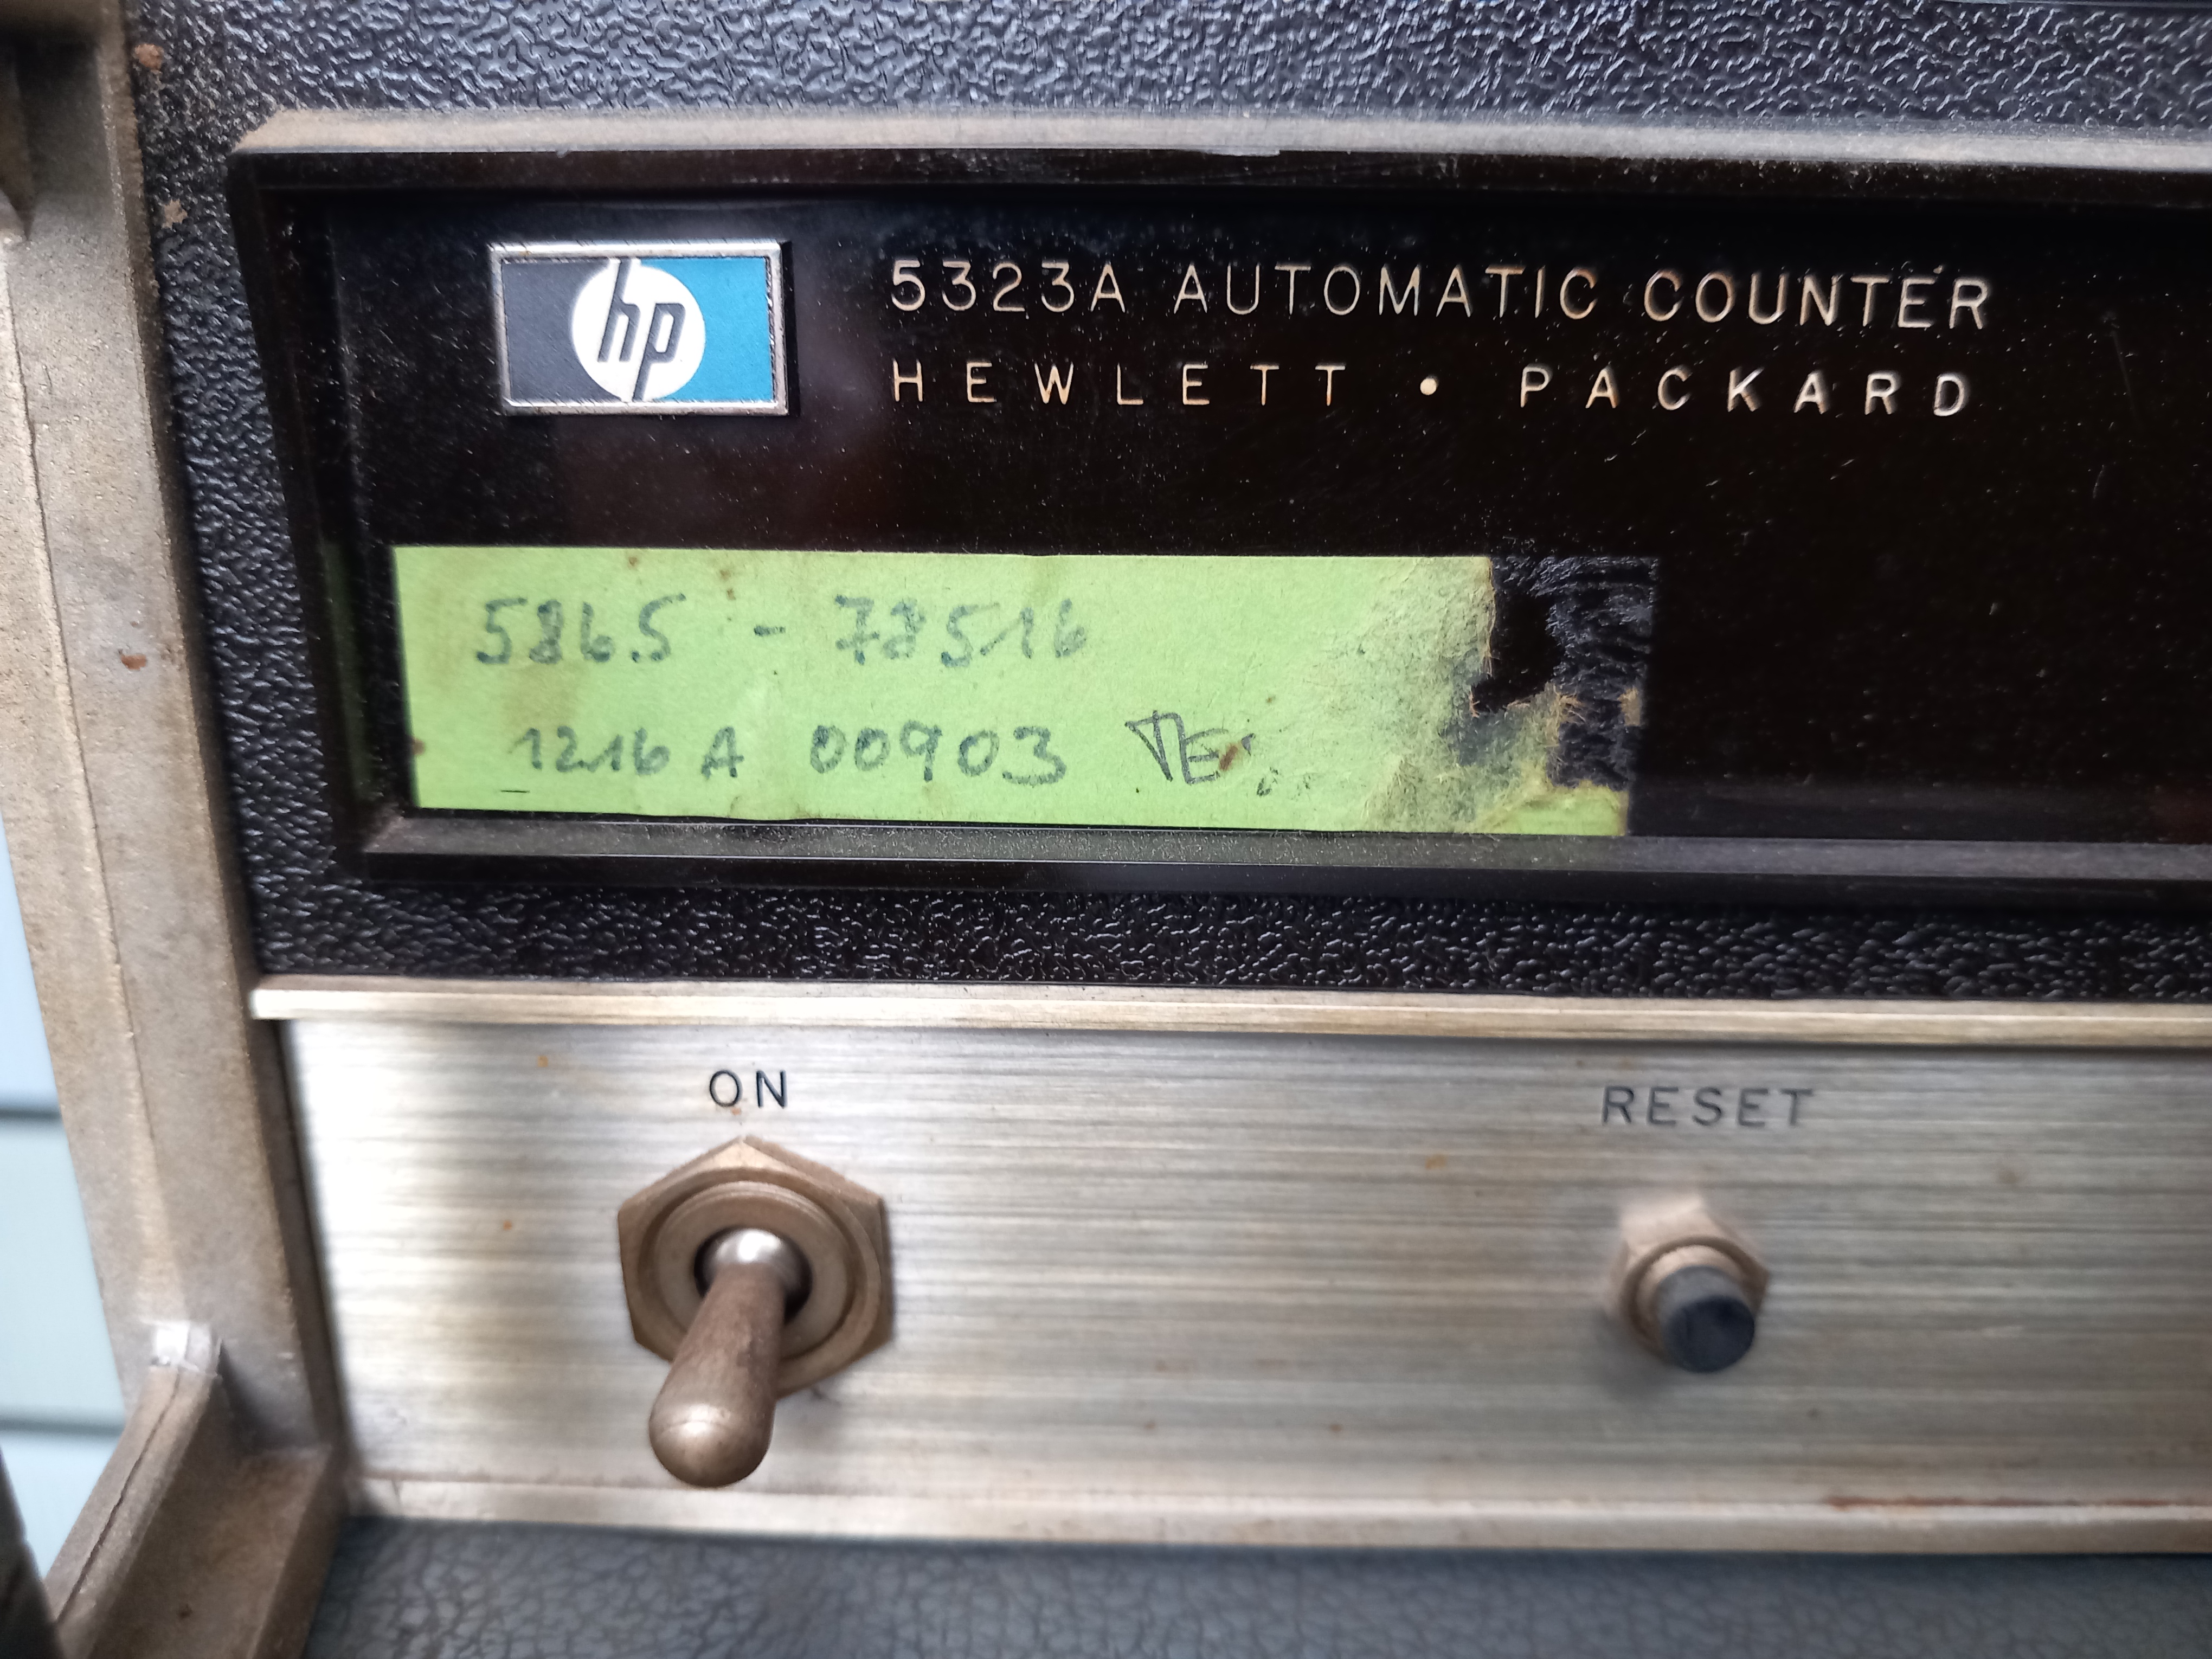 hp
5323A AUTOMATIC COUNTER
HEWLETT • PACKARD
5865 - 78516
1216 A 00903
ON
RESET